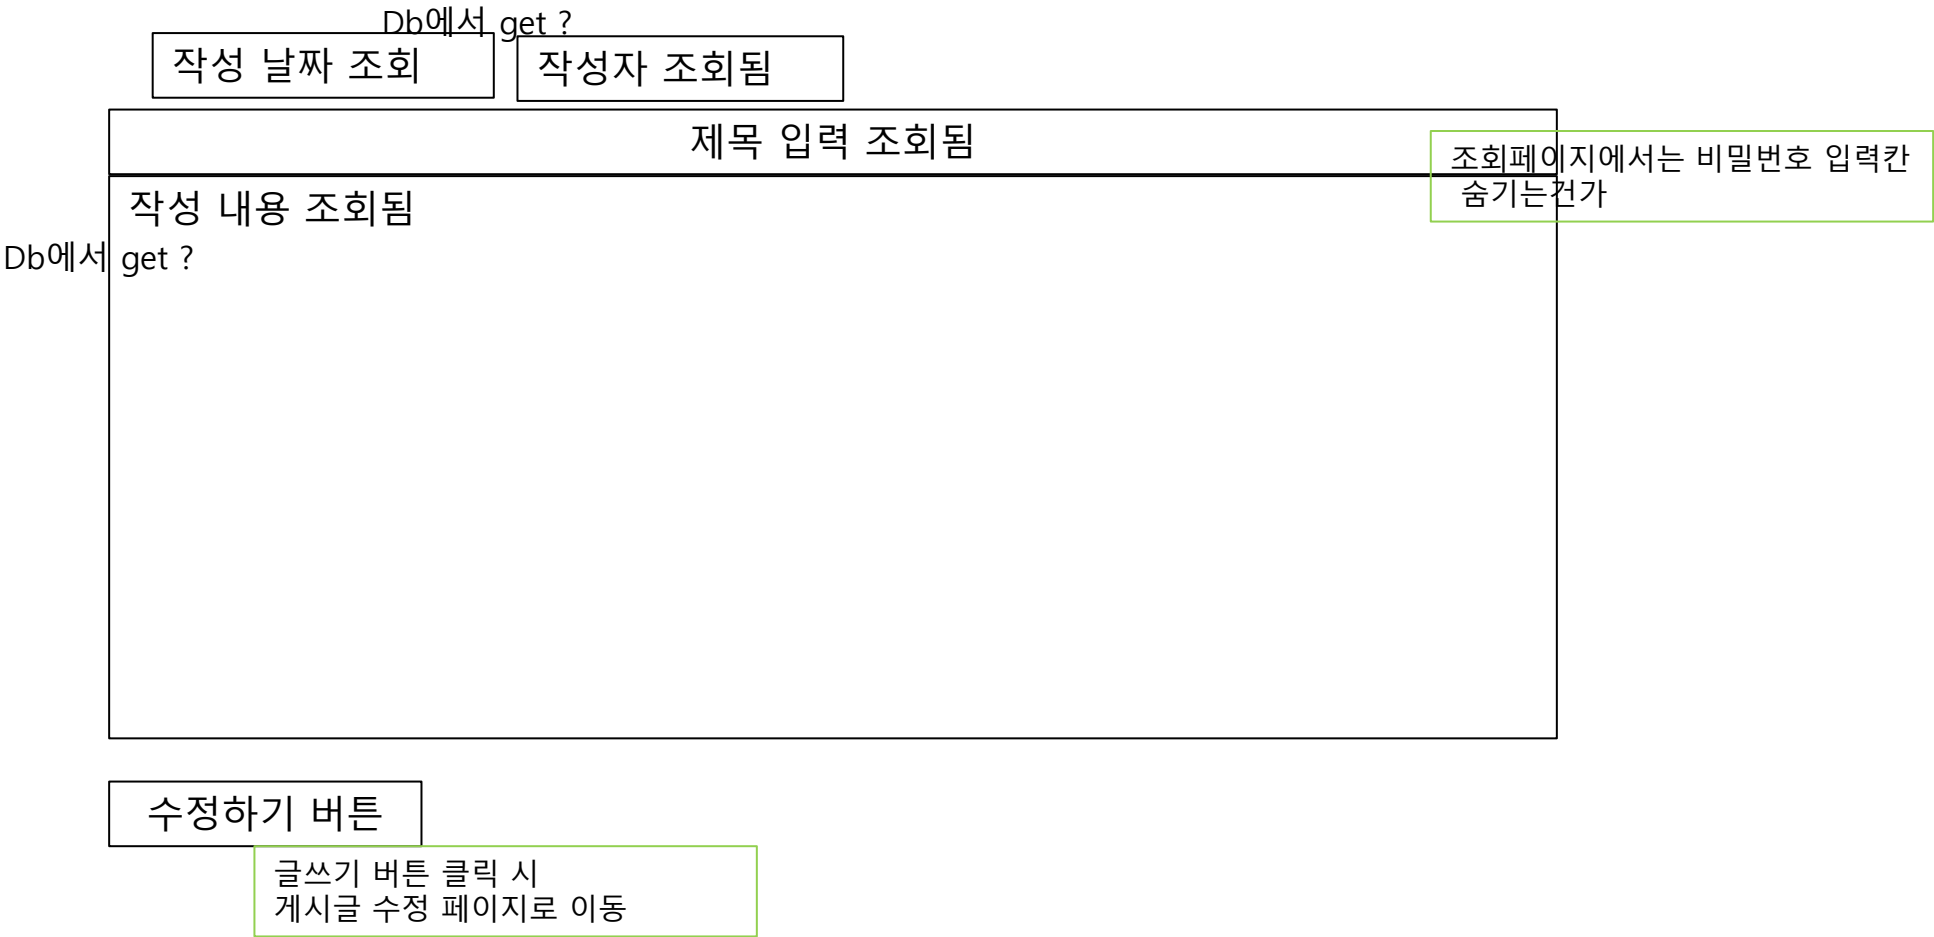 Db에서 get ?
작성 날짜 조회
작성자 조회됨
제목 입력 조회됨
조회페이지에서는 비밀번호 입력칸
숨기는건가
작성 내용 조회됨
Db에서 get ?
수정하기 버튼
글쓰기 버튼 클릭 시
게시글 수정 페이지로 이동